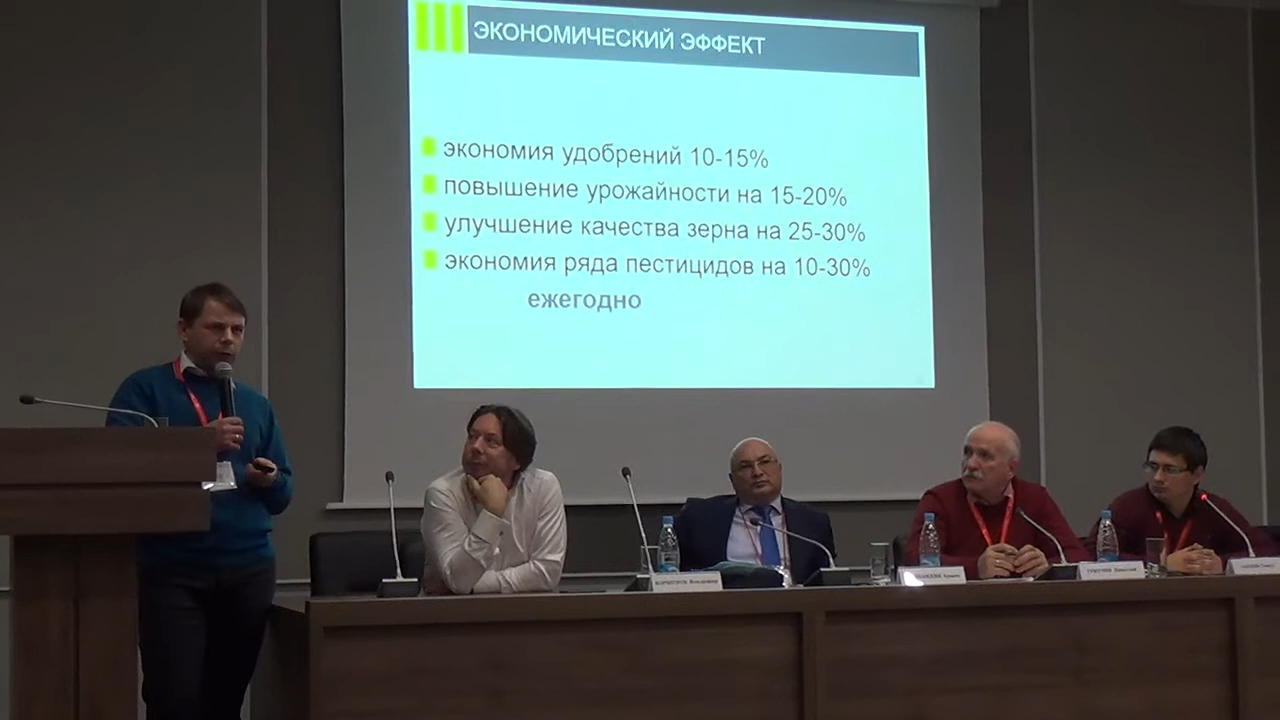 ЭКОНОМИЧЕСКИЙ ЭФФЕКТ
экономия удобрений 10-15%
повышение урожайности на 15-20%
улучшение качества зерна на 25-30%
экономия ряда пестицидов на 10-30%
ежегодно